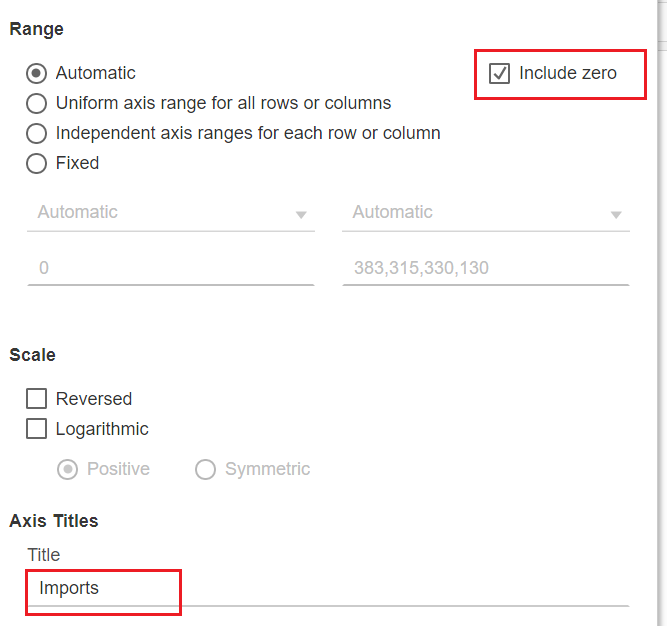 Range
Automatic
Include zero
Uniform axis range for all rows or columns
Independent axis ranges for each row or column
Fixed
Automatic
Automatic
0
383,315,330,130
Scale
Reversed
Logarithmic
Positive
Symmetric
Axis Titles
Title
Imports